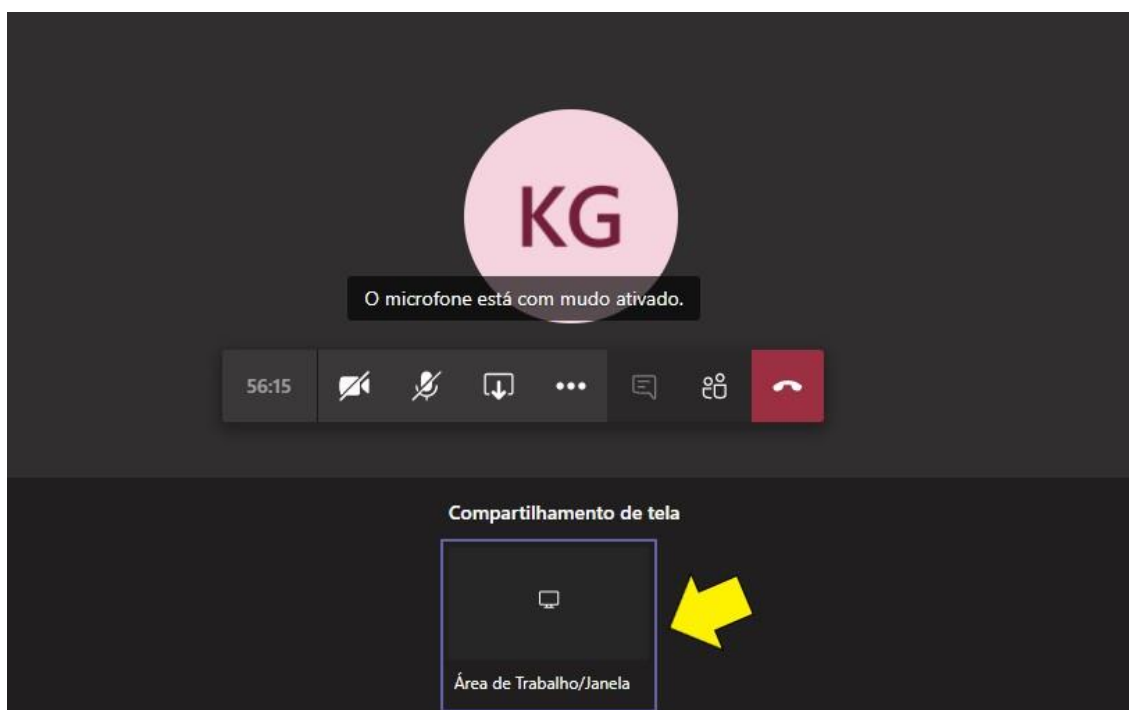 KG
O microfone está com mudo ativado.
56:15
Compartilhamento de tela
Área de Trabalho/Janela